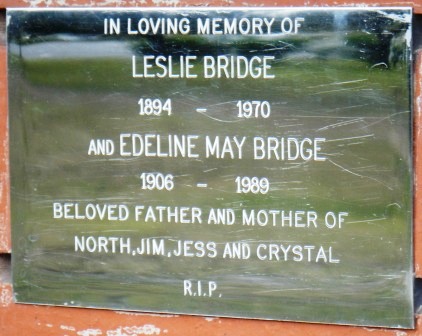 IN LOVING MEMORY OF
LESLIE BRIDGE
1894 - 1970
AND EDELINE MAY BRIDGE
1906 - 1989
BELOVED FATHER AND MOTHER OF
NORTH, JIM, JESS AND CRYSTAL
R.I.P.